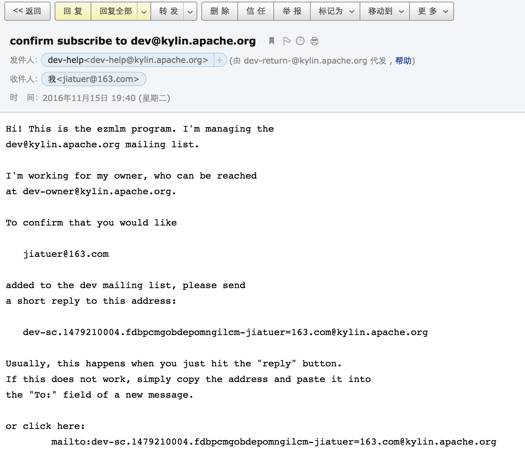 << 返回 回 复 回复全部 转 发 删 除 信 任 举 报 标记为 移动到 更 多
confirm subscribe to dev@kylin.apache.org
发件人： dev-help<dev-help@kylin.apache.org> + (由 dev-return-@kylin.apache.org 代发，帮助)
收件人： 我<jiatuer@163.com>
时　间： 2016年11月15日 19:40 (星期二)
Hi! This is the ezmlm program. I'm managing the
dev@kylin.apache.org mailing list.
I'm working for my owner, who can be reached
at dev-owner@kylin.apache.org.
To confirm that you would like
jiatuer@163.com
added to the dev mailing list, please send
a short reply to this address:
dev-sc.1479210004.fdbpcmgobdepomngilcm-jiatuer=163.com@kylin.apache.org
Usually, this happens when you just hit the "reply" button.
If this does not work, simply copy the address and paste it into
the "To:" field of a new message.
or click here:
mailto:dev-sc.1479210004.fdbpcmgobdepomngilcm-jiatuer=163.com@kylin.apache.org